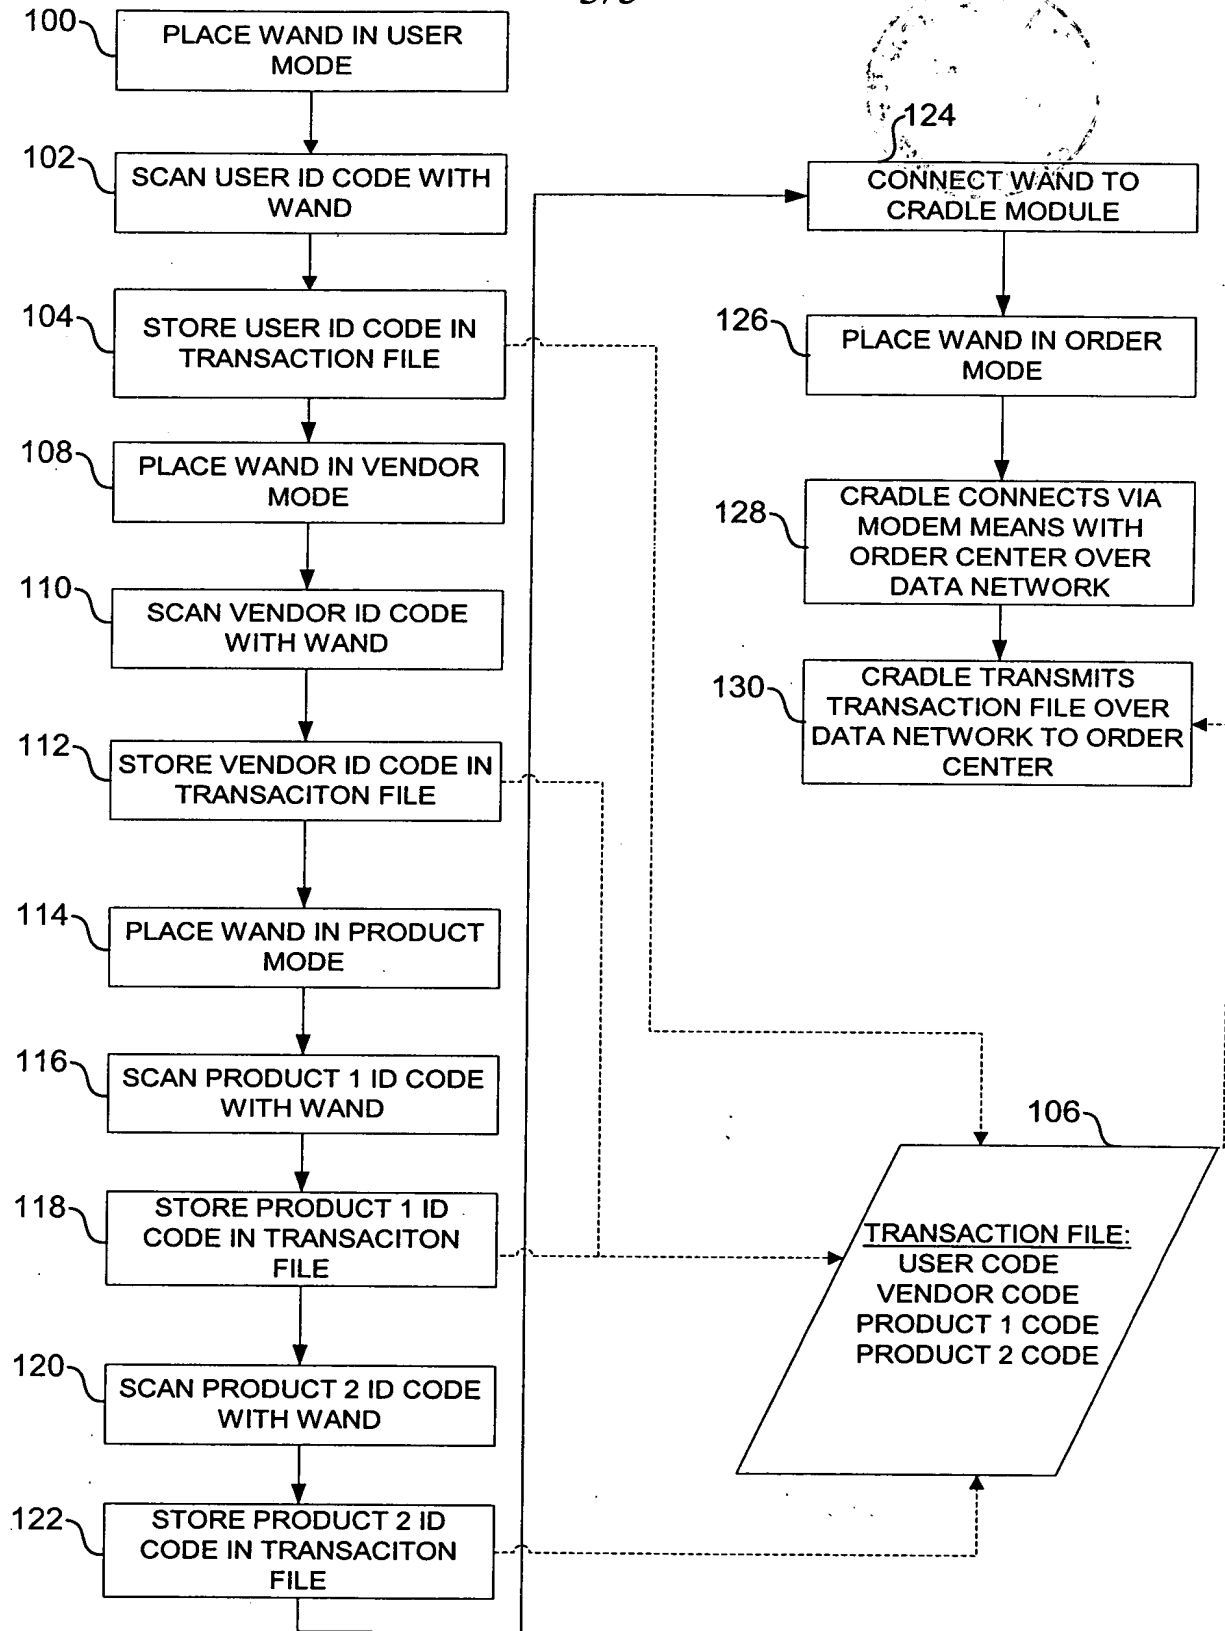 100
PLACE WAND IN USER
MODE
102
SCAN USER ID CODE WITH
WAND
104
STORE USER ID CODE IN
TRANSACTION FILE
108
PLACE WAND IN VENDOR
MODE
110
SCAN VENDOR ID CODE
WITH WAND
112
STORE VENDOR ID CODE IN
TRANSACITON FILE
114
PLACE WAND IN PRODUCT
MODE
116
SCAN PRODUCT 1 ID CODE
WITH WAND
118
STORE PRODUCT 1 ID
CODE IN TRANSACITON
FILE
120
SCAN PRODUCT 2 ID CODE
WITH WAND
122
STORE PRODUCT 2 ID
CODE IN TRANSACITON
FILE
124
CONNECT WAND TO
CRADLE MODULE
126
PLACE WAND IN ORDER
MODE
128
CRADLE CONNECTS VIA
MODEM MEANS WITH
ORDER CENTER OVER
DATA NETWORK
130
CRADLE TRANSMITS
TRANSACTION FILE OVER
DATA NETWORK TO ORDER
CENTER
106
TRANSACTION FILE:
USER CODE
VENDOR CODE
PRODUCT 1 CODE
PRODUCT 2 CODE